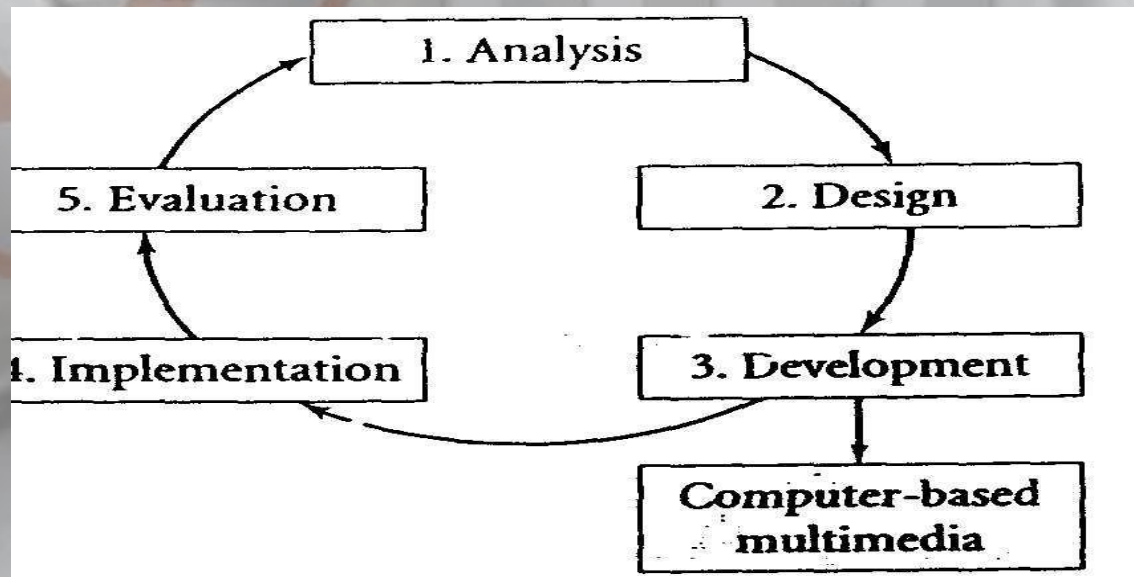 1. Analysis
2. Design
3. Development
Computer-based
multimedia
4. Implementation
5. Evaluation